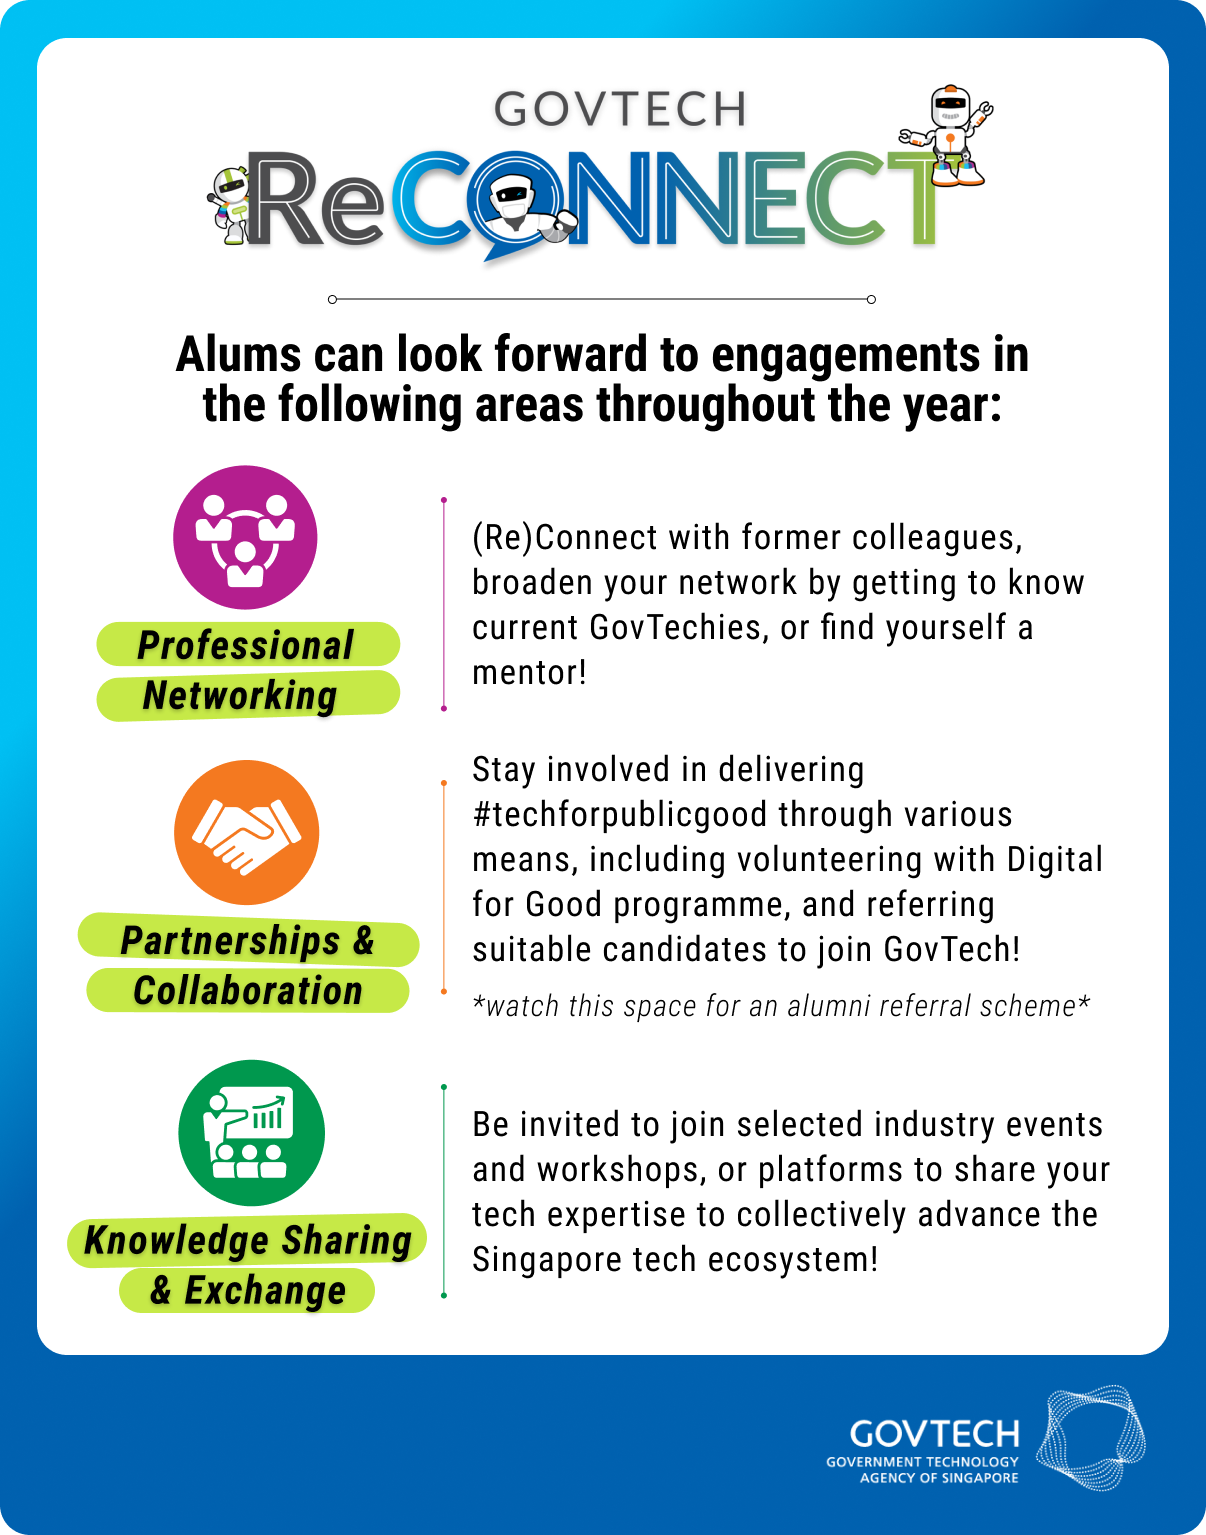 GOVTECH
ReCONNECT
Alums can look forward to engagements in
the following areas throughout the year:
Professional
Networking
(Re)Connect with former colleagues,
broaden your network by getting to know
current GovTechies, or find yourself a
mentor!
Partnerships &
Collaboration
Stay involved in delivering
#techforpublicgood through various
means, including volunteering with Digital
for Good programme, and referring
suitable candidates to join GovTech!
*watch this space for an alumni referral scheme*
Knowledge Sharing
& Exchange
Be invited to join selected industry events
and workshops, or platforms to share your
tech expertise to collectively advance the
Singapore tech ecosystem!
GOVTECH
GOVERNMENT TECHNOLOGY
AGENCY OF SINGAPORE